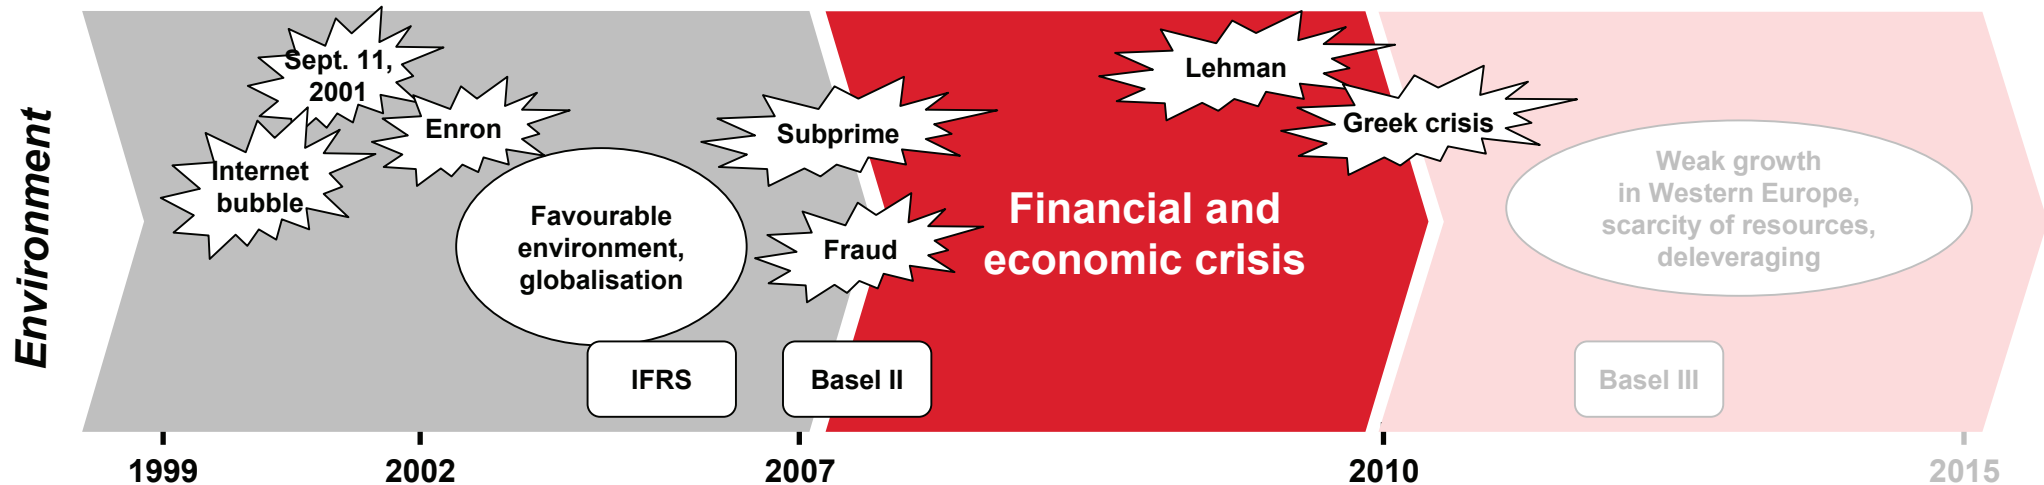 Environment
Sept. 11,
2001
Enron
Internet
bubble
Favourable
environment,
globalisation
IFRS
Subprime
Fraud
Basel II
Lehman
Greek crisis
Financial and
economic crisis
Weak growth
in Western Europe,
scarcity of resources,
deleveraging
Basel III
1999
2002
2007
2010
2015